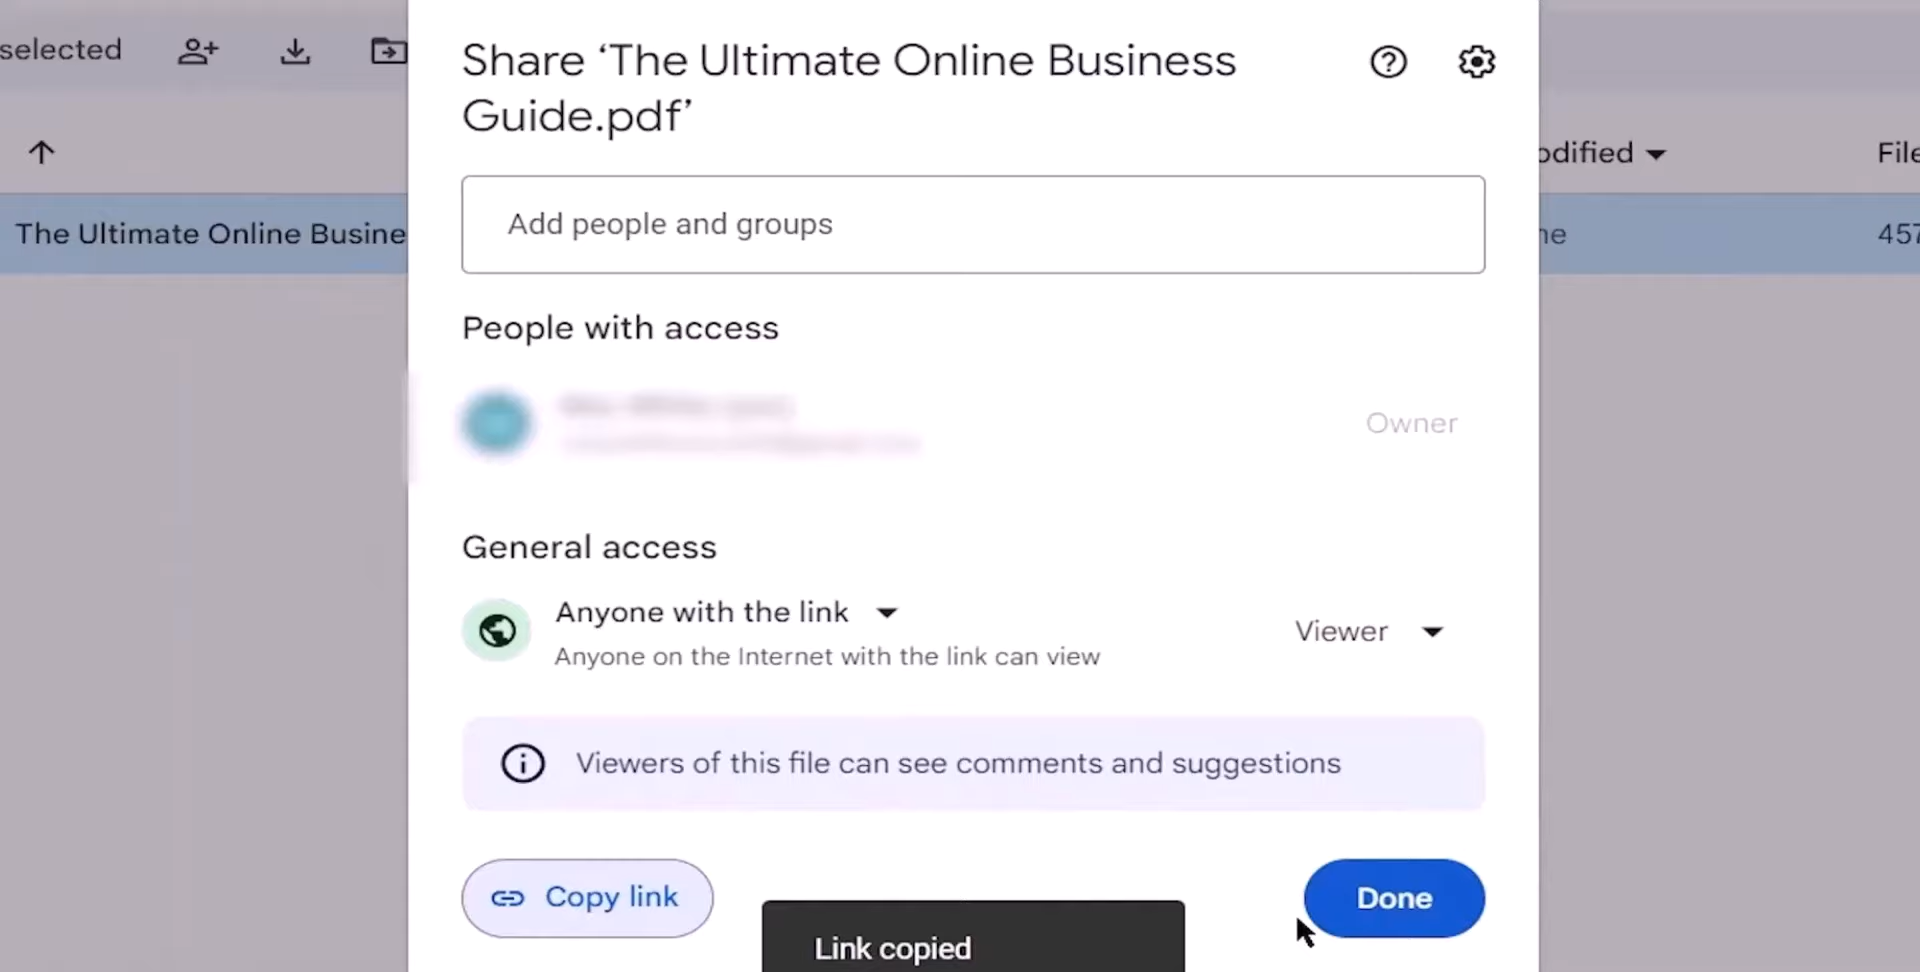 selected
Share ‘The Ultimate Online Business
Guide.pdf’
odified
File
The Ultimate Online Busine
Add people and groups
ne
457
People with access
Owner
General access
Anyone with the link
Anyone on the Internet with the link can view
Viewer
Viewers of this file can see comments and suggestions
Copy link
Done
Link copied